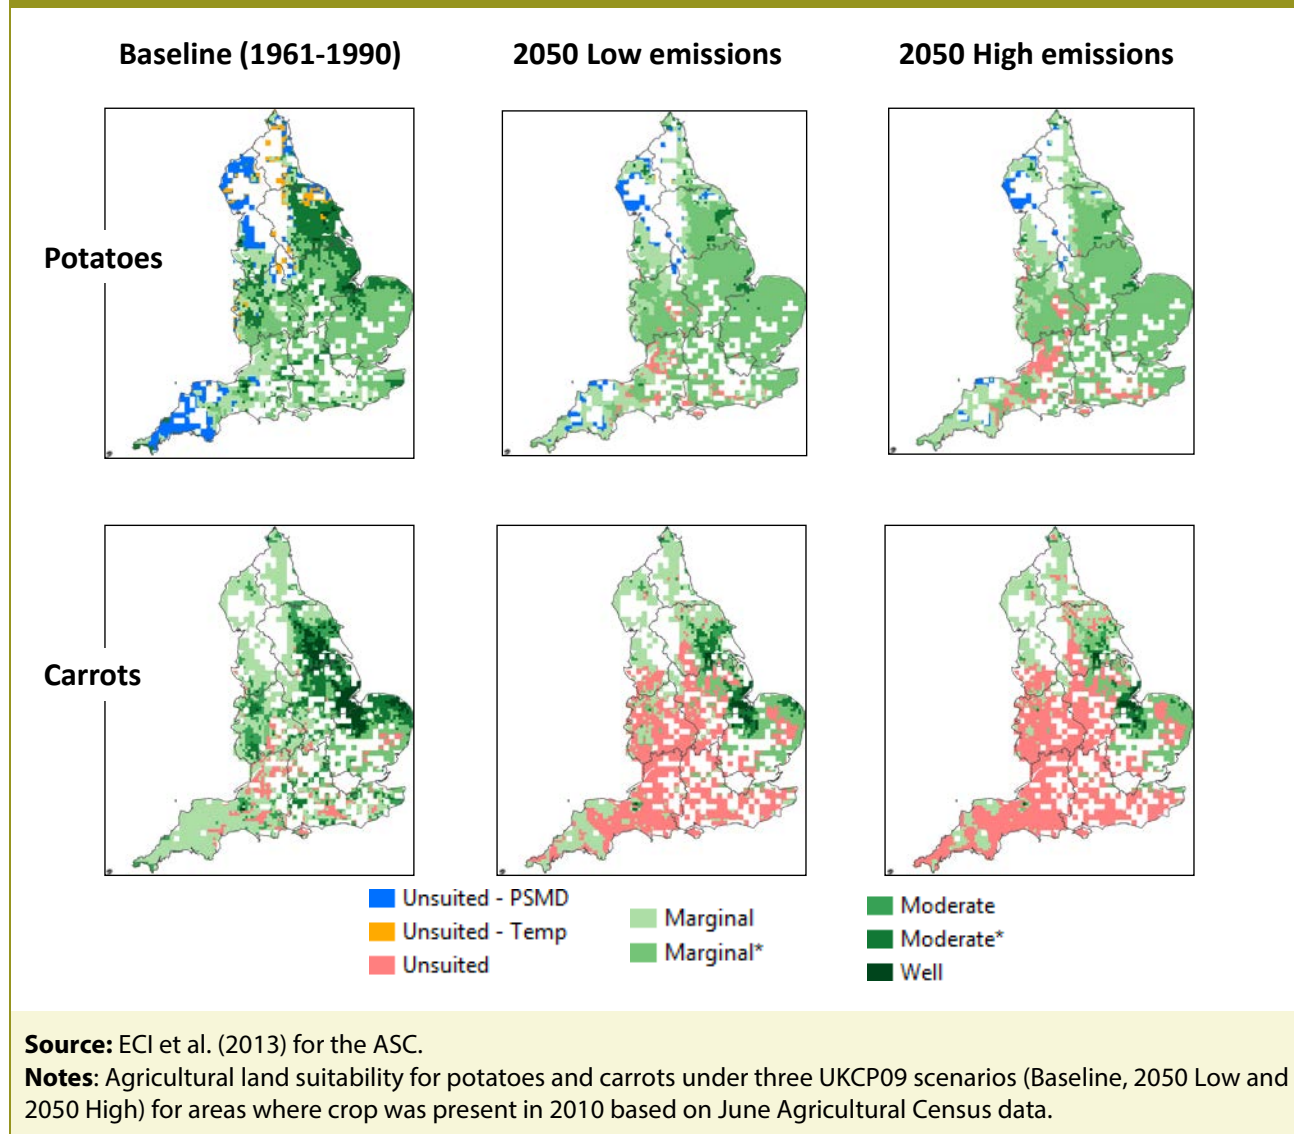 Baseline (1961-1990)
2050 Low emissions
2050 High emissions
Potatoes
Carrots
Unsuited - PSMD
Unsuited - Temp
Unsuited
Marginal
Marginal*
Moderate
Moderate*
Well
Source: ECI et al. (2013) for the ASC.
Notes: Agricultural land suitability for potatoes and carrots under three UKCP09 scenarios (Baseline, 2050 Low and
2050 High) for areas where crop was present in 2010 based on June Agricultural Census data.